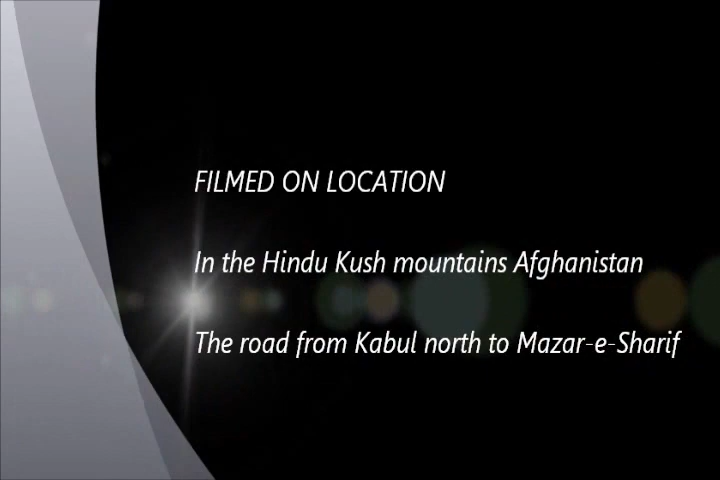 FILMED ON LOCATION
In the Hindu Kush mountains Afghanistan
The road from Kabul north to Mazar-e-Sharif